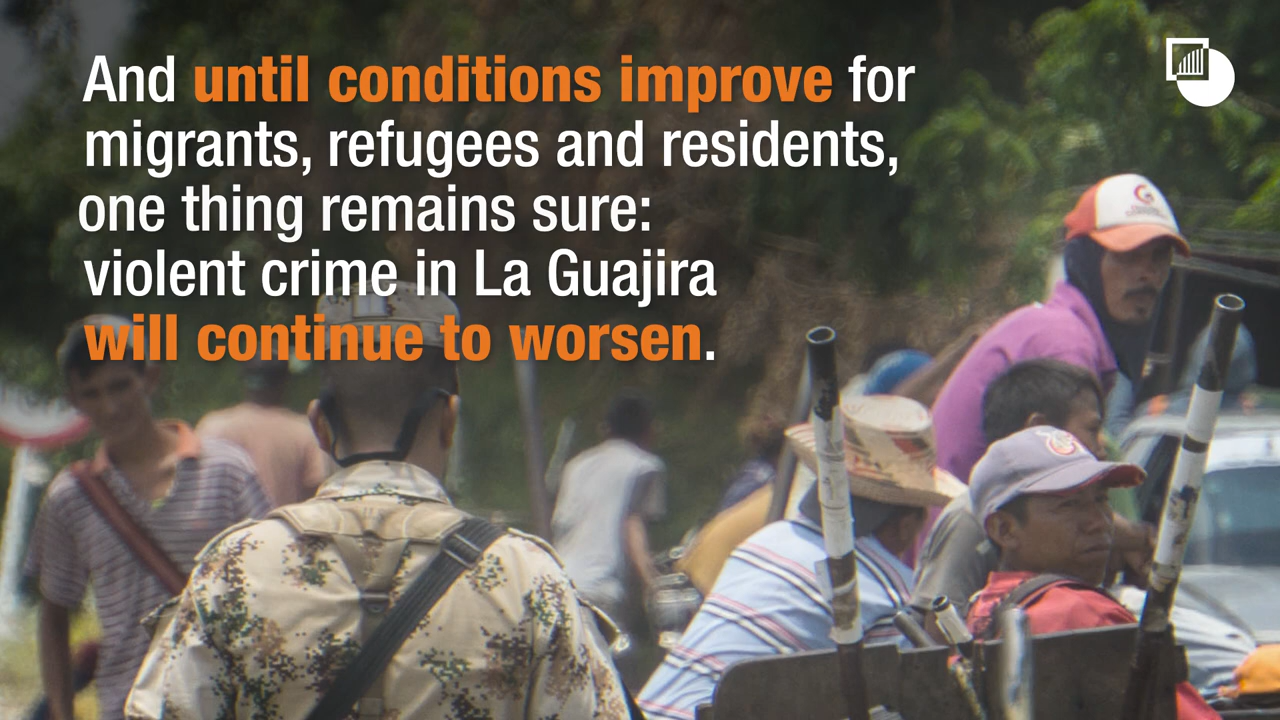 And until conditions improve for
migrants, refugees and residents,
one thing remains sure:
violent crime in La Guajira
will continue to worsen.